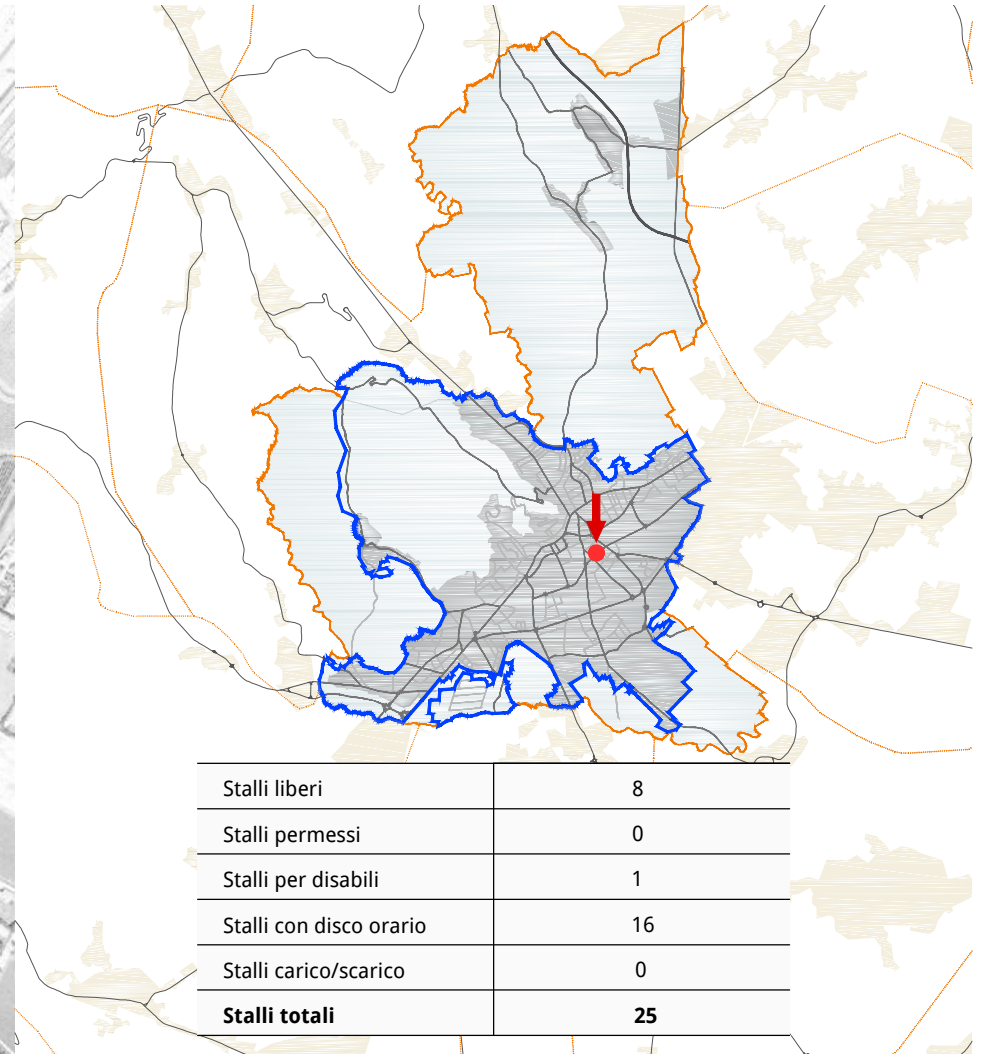 Stalli liberi 8
Stalli permessi 0
Stalli per disabili 1
Stalli con disco orario 16
Stalli carico/scarico 0
Stalli totali 25